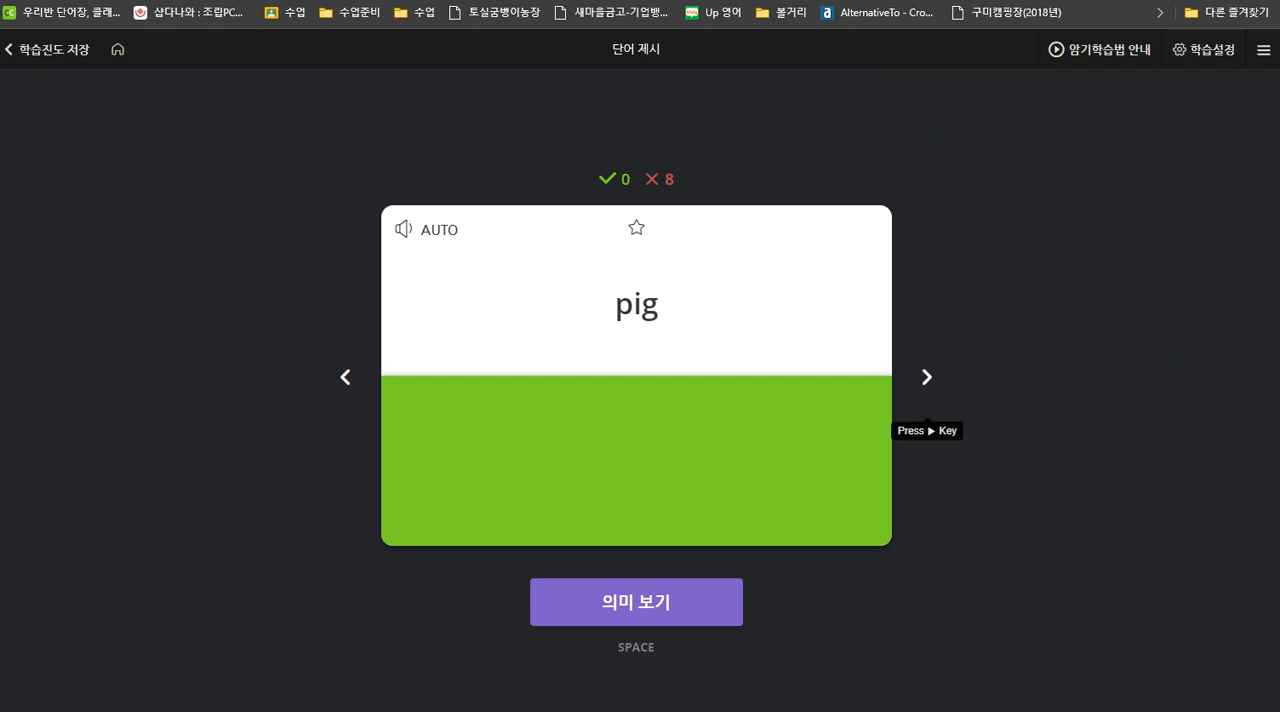 우리반 단어장, 클래... 샵다나와 : 조립PC... 수업 수업준비 수업 토실굼벵이농장 새마을금고-기업뱅... Up 영어 볼거리 AlternativeTo - Cro... 구미캠핑장(2018년) 다른 즐겨찾기
학습진도 저장 단어 제시 암기학습법 안내 학습설정
0 8
AUTO
pig
Press ▶ Key
의미 보기
SPACE